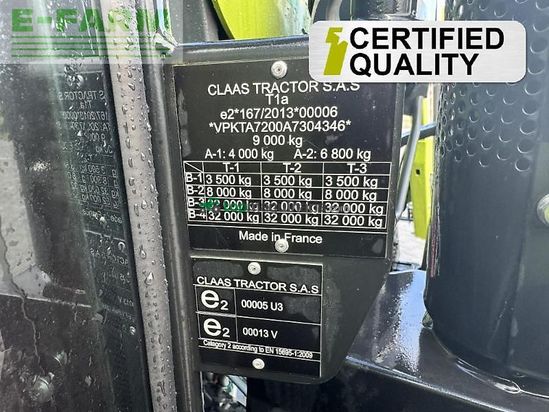 E-FARM
CERTIFIED
QUALITY
CLAAS TRACTOR S.A.S
T1a
e2*167/2013*00006
*VPKTA7200A7304346*
9 000 kg
A-1: 4 000 kg A-2: 6 800 kg
T-1 T-2 T-3
B-1 3 500 kg 3 500 kg 3 500 kg
B-2 8 000 kg 8 000 kg 8 000 kg
B-3 32 000 kg
B-4 32 000 kg 32 000 kg 32 000 kg
Made in France
CLAAS TRACTOR S.A.S
e2 00005 U3
e2 00013 V
Category 2 according to EN 15695-1:2009